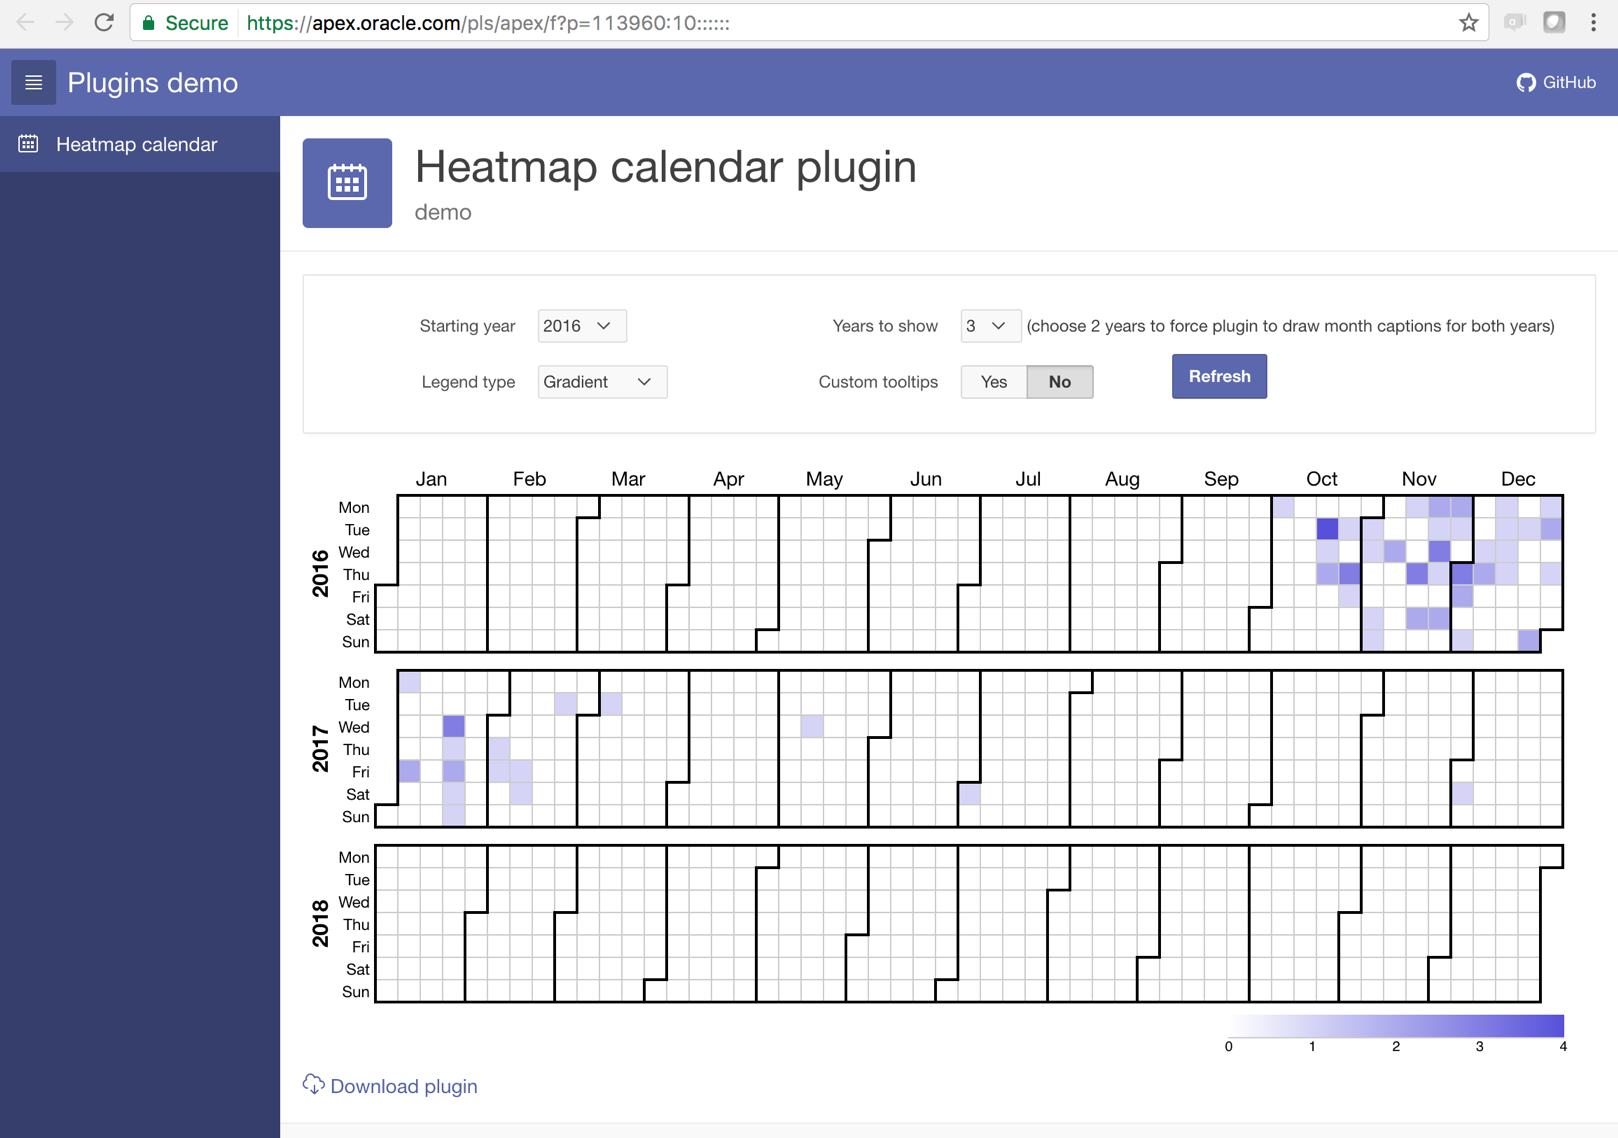 Secure https://apex.oracle.com/pls/apex/f?p=113960:10::::::
Plugins demo
GitHub
Heatmap calendar
Heatmap calendar plugin
demo
Starting year 2016 Years to show 3 (choose 2 years to force plugin to draw month captions for both years)
Legend type Gradient Custom tooltips Yes No Refresh
Jan Feb Mar Apr May Jun Jul Aug Sep Oct Nov Dec
2016
Mon
Tue
Wed
Thu
Fri
Sat
Sun
2017
Mon
Tue
Wed
Thu
Fri
Sat
Sun
2018
Mon
Tue
Wed
Thu
Fri
Sat
Sun
0 1 2 3 4
Download plugin